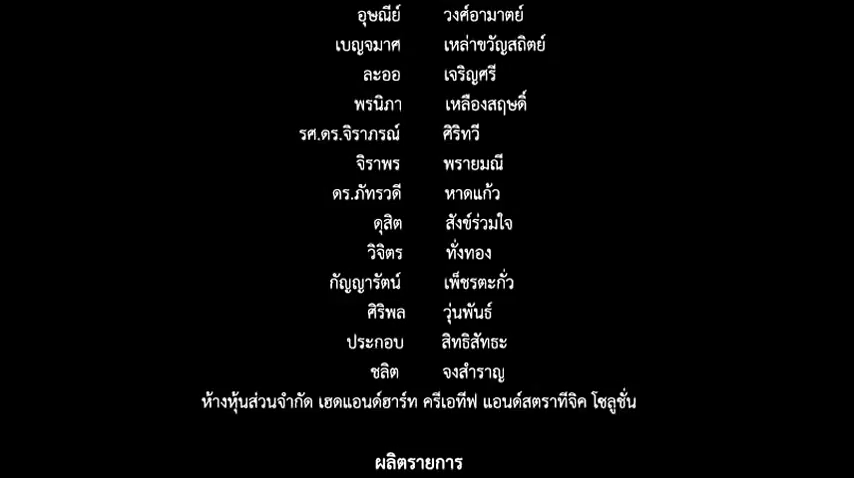 อุษณีย์ วงศ์อามาตย์
เบญจมาศ เหล่าขวัญสถิตย์
ละออ เจริญศรี
พรนิภา เหลืองสฤษดิ์
รศ.ดร.จิราภรณ์ ศิริทวี
จิราพร พรายมณี
ดร.ภัทรวดี หาดแก้ว
ดุสิต สังข์ร่วมใจ
วิจิตร ทั่งทอง
กัญญารัตน์ เพ็ชรตะกั่ว
ศิริพล วุ่นพันธ์
ประกอบ สิทธิสัทธะ
ชลิต จงสำราญ
ห้างหุ้นส่วนจำกัด เฮดแอนด์ฮาร์ท ครีเอทีฟ แอนด์สตราทีจิค โซลูชั่น
ผลิตรายการ